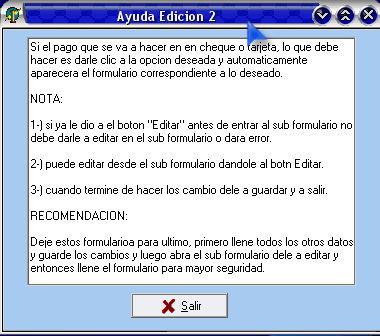 Ayuda Edicion 2
Si el pago que se va a hacer en en cheque o tarjeta, lo que debe
hacer es darle clic a la opcion deseada y automaticamente
aparecera el formulario correspondiente a lo deseado.
NOTA:
1-) si ya le dio a el boton "Editar" antes de entrar al sub formulario no
debe darle a editar en el sub formulario o dara error.
2-) puede editar desde el sub formulario dandole al botn Editar.
3-) cuando termine de hacer los cambio dele a guardar y a salir.
RECOMENDACION:
Deje estos formularioa para ultimo, primero llene todos los otros datos
y guarde los cambios y luego abra el sub formulario dele a editar y
entonces llene el formulario para mayor seguridad.
Salir